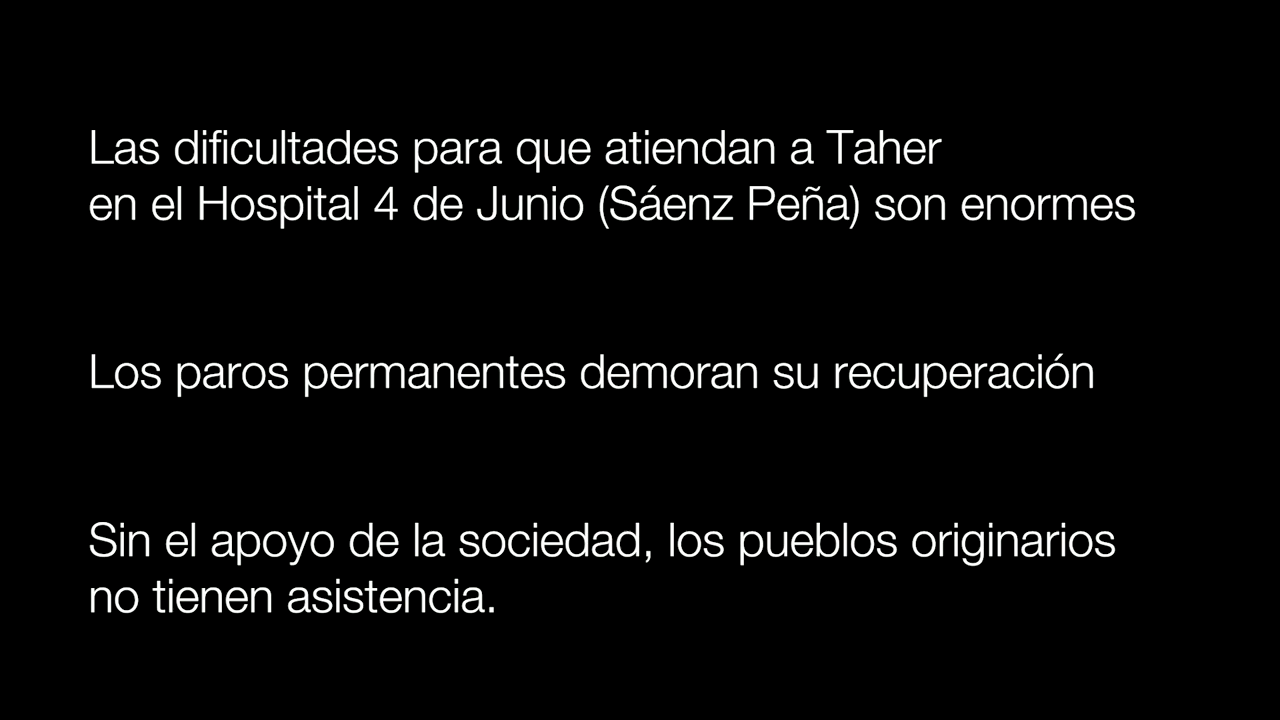 Las dificultades para que atiendan a Taher
en el Hospital 4 de Junio (Sáenz Peña) son enormes
Los paros permanentes demoran su recuperación
Sin el apoyo de la sociedad, los pueblos originarios
no tienen asistencia.